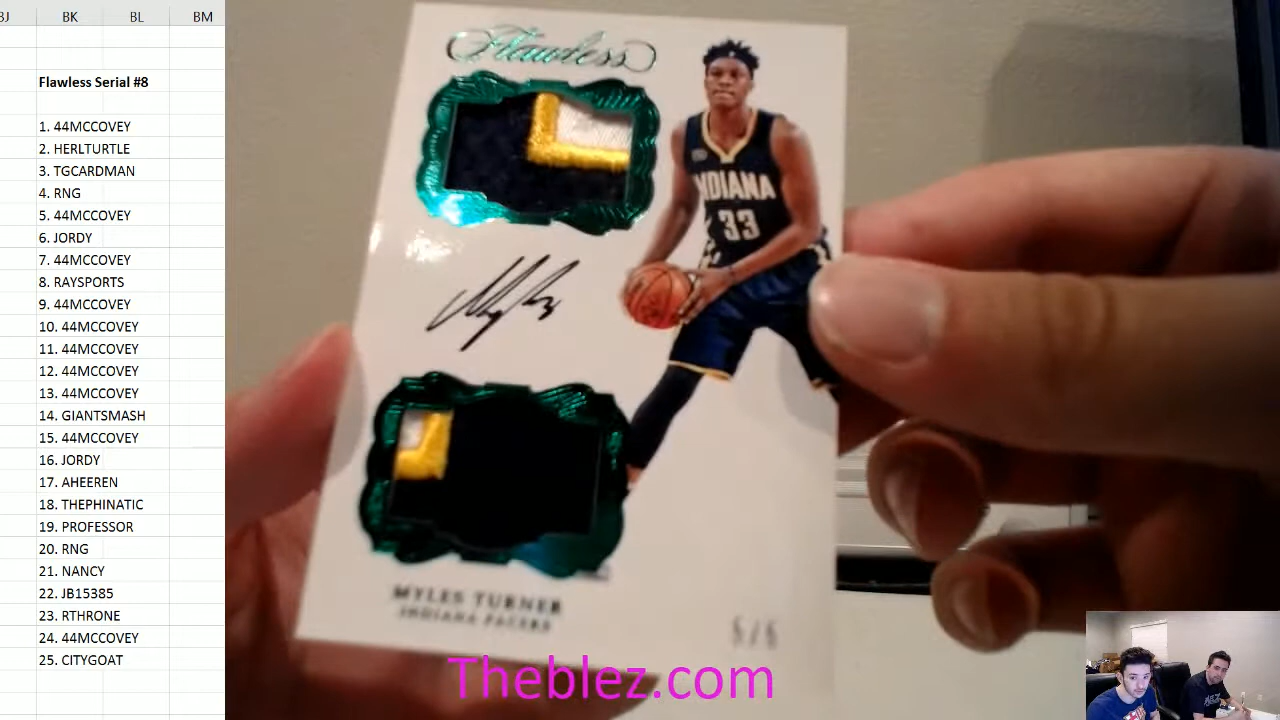 BJ BK BL BM
Flawless Serial #8
1. 44MCCOVEY
2. HERLTURTLE
3. TGCARDMAN
4. RNG
5. 44MCCOVEY
6. JORDY
7. 44MCCOVEY
8. RAYSPORTS
9. 44MCCOVEY
10. 44MCCOVEY
11. 44MCCOVEY
12. 44MCCOVEY
13. 44MCCOVEY
14. GIANTSMASH
15. 44MCCOVEY
16. JORDY
17. AHEEREN
18. THEPHINATIC
19. PROFESSOR
20. RNG
21. NANCY
22. JB15385
23. RTHRONE
24. 44MCCOVEY
25. CITYGOAT
Flawless
INDIANA
33
MYLES TURNER
INDIANA PACERS
5/5
Theblez.com